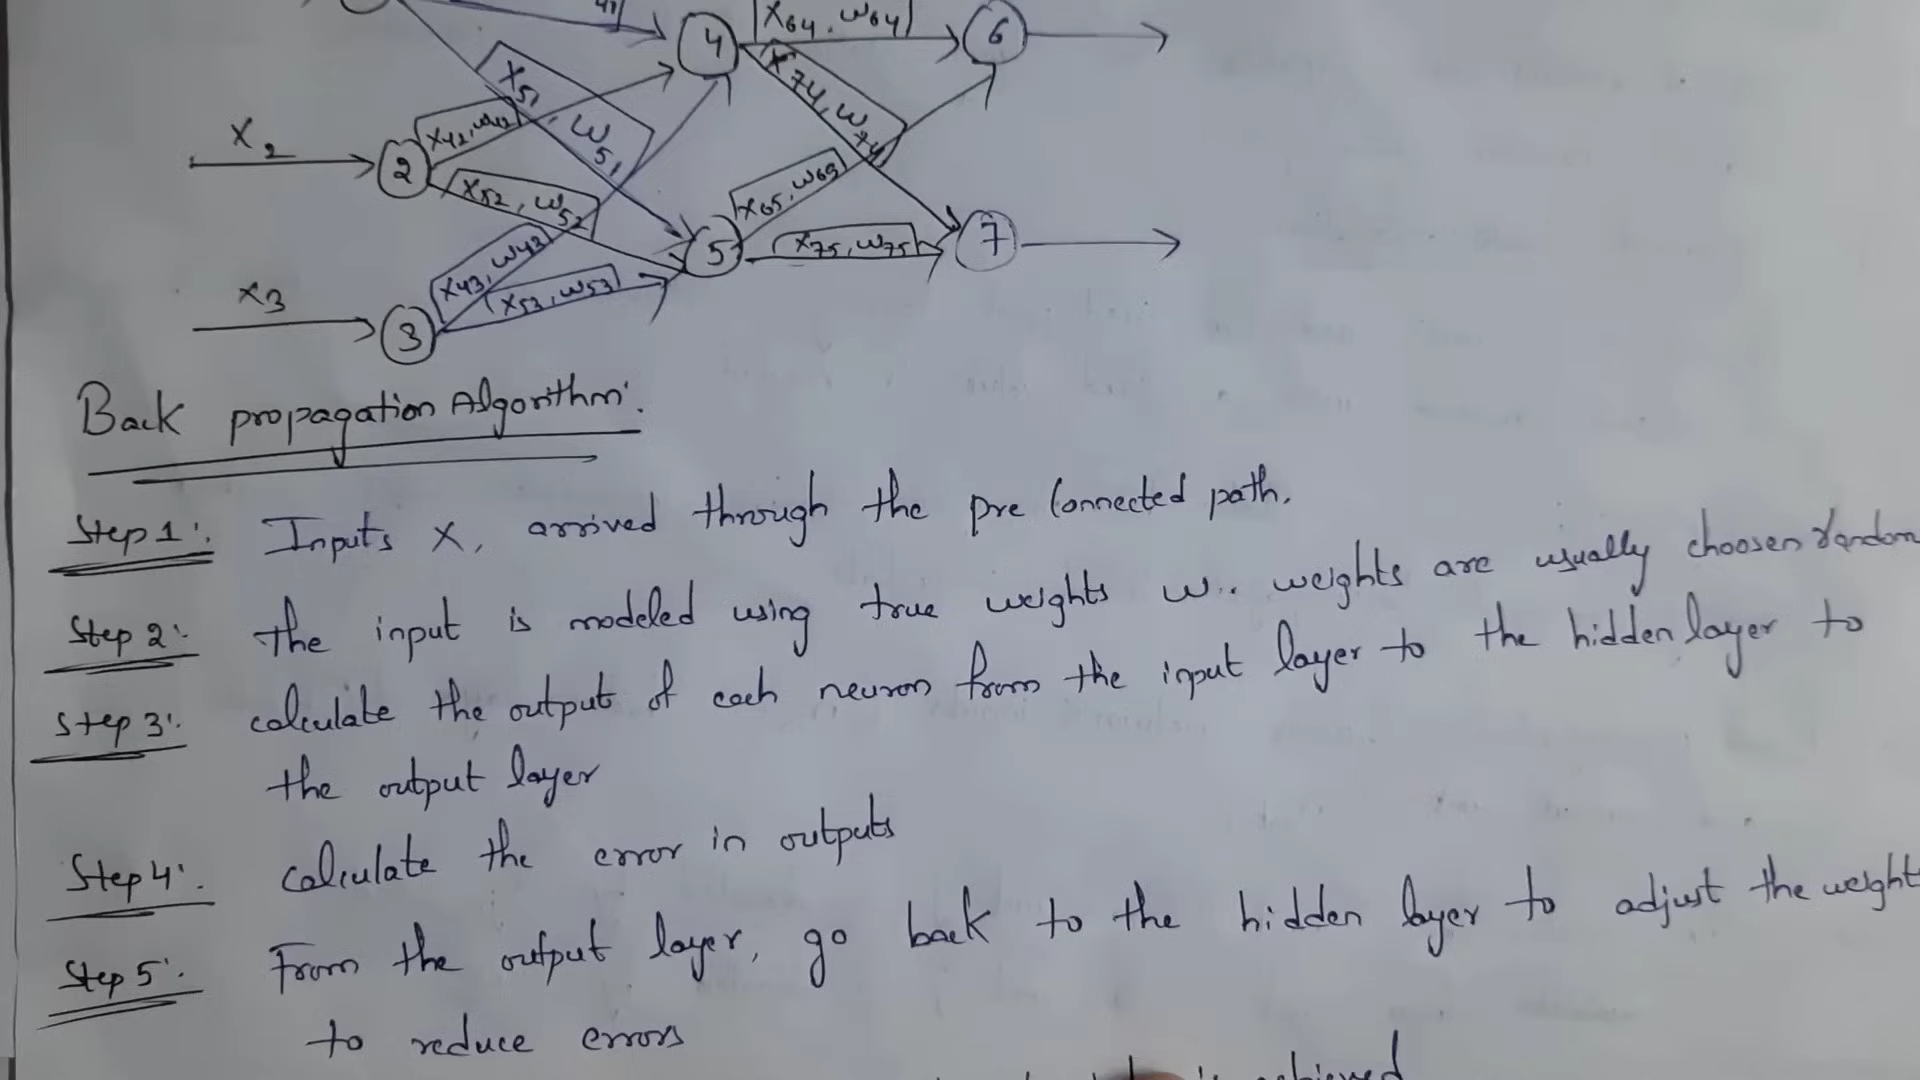 41
x64, w64
4
6
x51, w51
x74, w74
x2
x42, w42
2
x52, w52
x65, w65
5
x75, w75
7
x43, w43
x53, w53
x3
3
Back propagation Algorithm:
Step 1: Inputs X, arrived through the pre connected path.
Step 2: the input is modeled using true weights w. weights are usually choosen random
Step 3: calculate the output of each neuron from the input layer to the hidden layer to
the output layer
Step 4: calculate the error in outputs
Step 5: From the output layer, go back to the hidden layer to adjust the weight
to reduce errors
is achieved